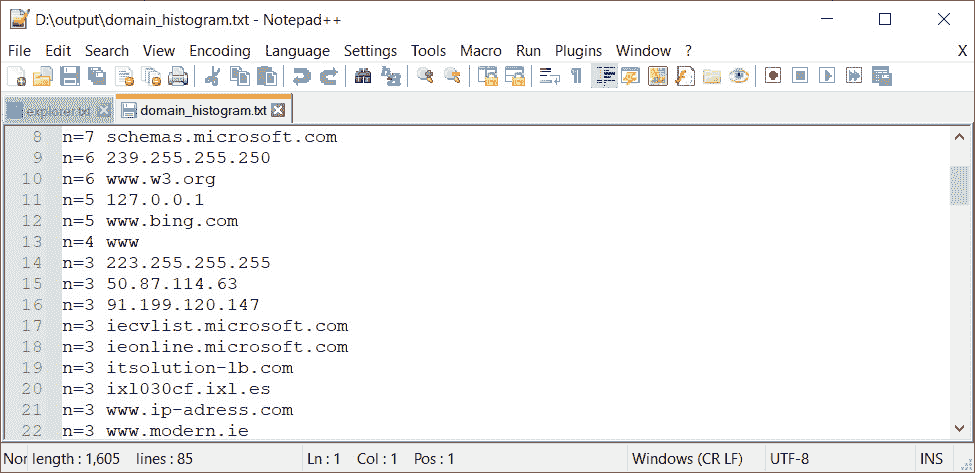 D:\output\domain_histogram.txt - Notepad++
File Edit Search View Encoding Language Settings Tools Macro Run Plugins Window ? X
explorer.txt domain_histogram.txt
8 n=7 schemas.microsoft.com
9 n=6 239.255.255.250
10 n=6 www.w3.org
11 n=5 127.0.0.1
12 n=5 www.bing.com
13 n=4 www
14 n=3 223.255.255.255
15 n=3 50.87.114.63
16 n=3 91.199.120.147
17 n=3 iecvlist.microsoft.com
18 n=3 ieonline.microsoft.com
19 n=3 itsolution-lb.com
20 n=3 ixl030cf.ixl.es
21 n=3 www.ip-adress.com
22 n=3 www.modern.ie
Nor length : 1,605 lines : 85 Ln : 1 Col : 1 Pos : 1 Windows (CR LF) UTF-8 INS